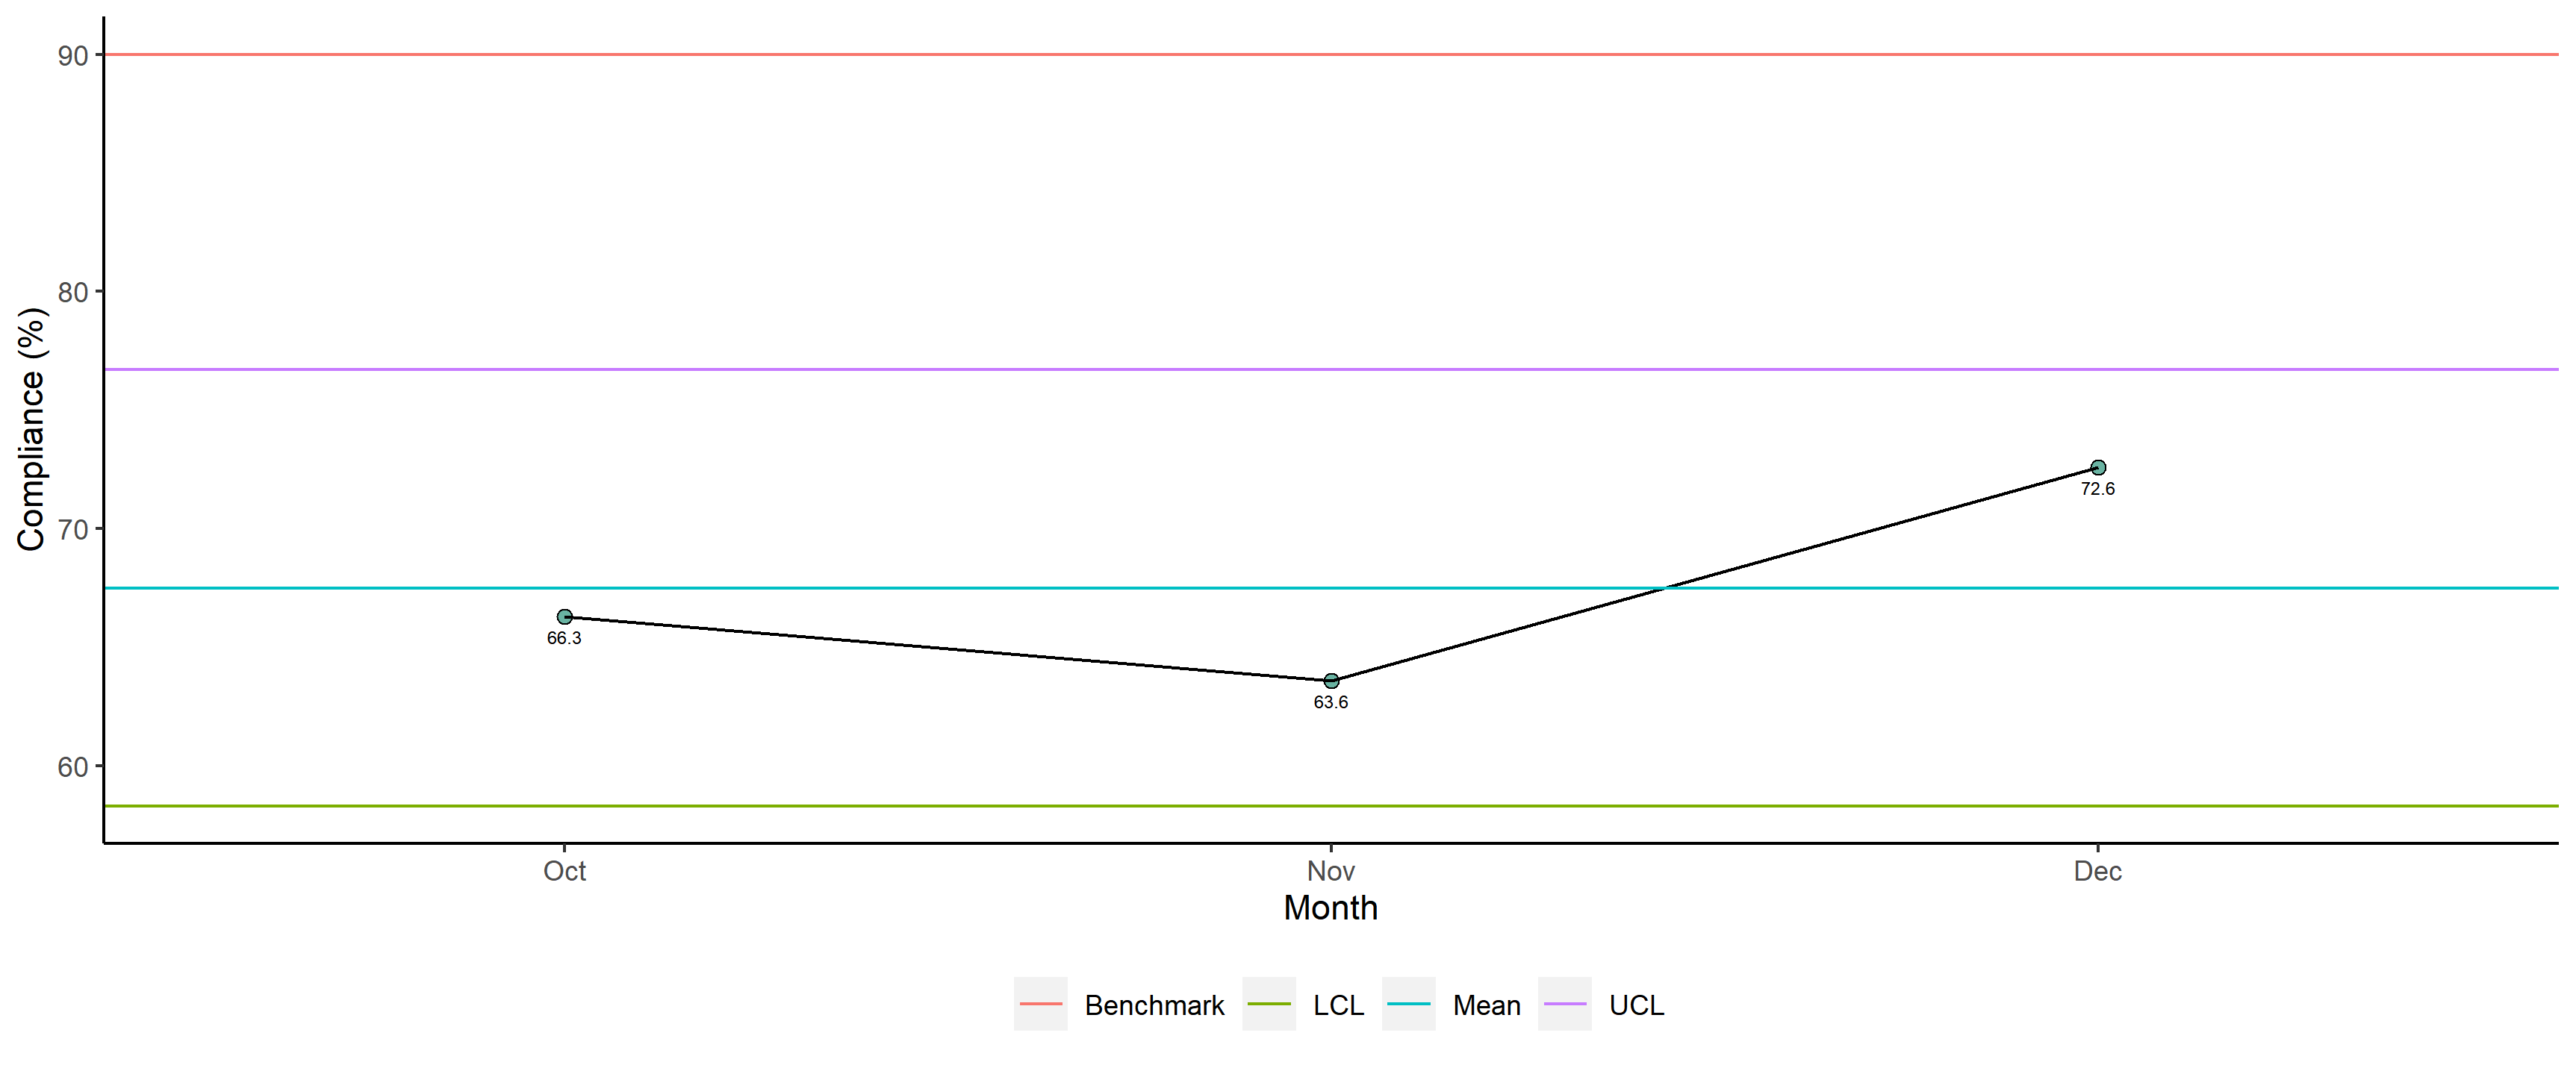 90
80
70
60
Compliance (%)
66.3
63.6
72.6
Oct Nov Dec
Month
Benchmark LCL Mean UCL